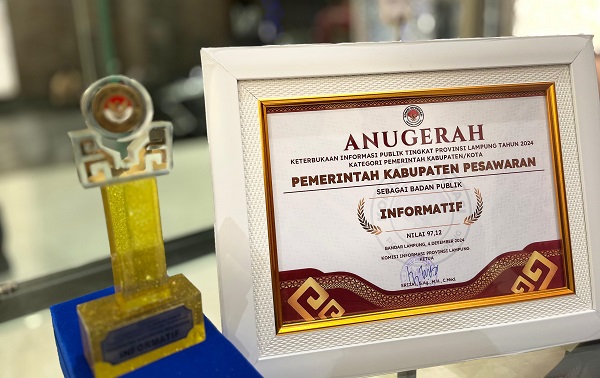 ANUGERAH
KETERBUKAAN INFORMASI PUBLIK TINGKAT PROVINSI LAMPUNG TAHUN 2024
KATEGORI PEMERINTAH KABUPATEN/KOTA
PEMERINTAH KABUPATEN PESAWARAN
SEBAGAI BADAN PUBLIK
INFORMATIF
NILAI 97,12
BANDAR LAMPUNG, 4 DESEMBER 2024
KOMISI INFORMASI PROVINSI LAMPUNG
KETUA
INFORMATIF